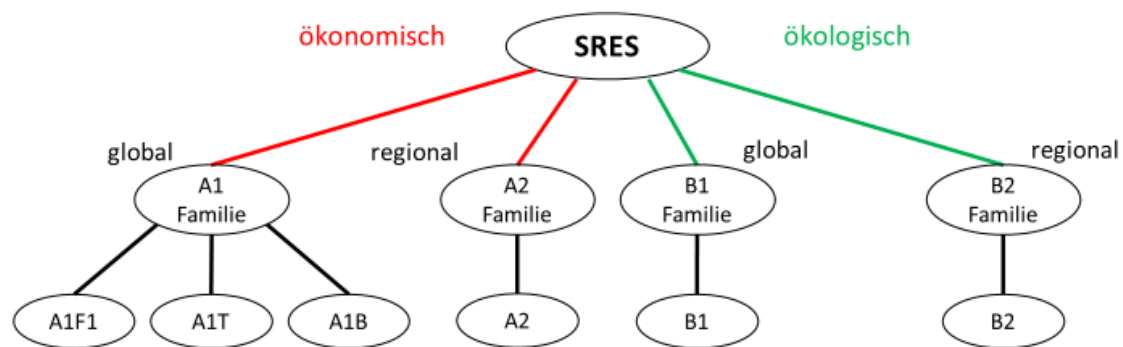 ökonomisch
SRES
ökologisch
global
regional
global
regional
A1
Familie
A2
Familie
B1
Familie
B2
Familie
A1F1
A1T
A1B
A2
B1
B2